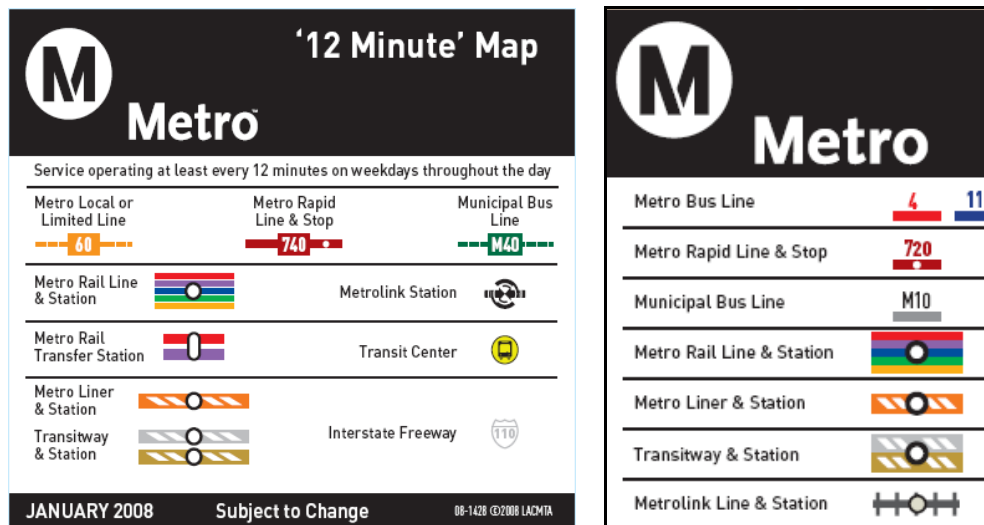 '12 Minute' Map
M
Metro™
Service operating at least every 12 minutes on weekdays throughout the day
Metro Local or
Limited Line
60
Metro Rapid
Line & Stop
740
Municipal Bus
Line
M40
Metro Rail Line
& Station
Metrolink Station
Metro Rail
Transfer Station
Transit Center
Metro Liner
& Station
Transitway
& Station
Interstate Freeway
110
JANUARY 2008
Subject to Change
08-1428 ©2008 LACMTA
M
Metro
Metro Bus Line
4
11
Metro Rapid Line & Stop
720
Municipal Bus Line
M10
Metro Rail Line & Station
Metro Liner & Station
Transitway & Station
Metrolink Line & Station